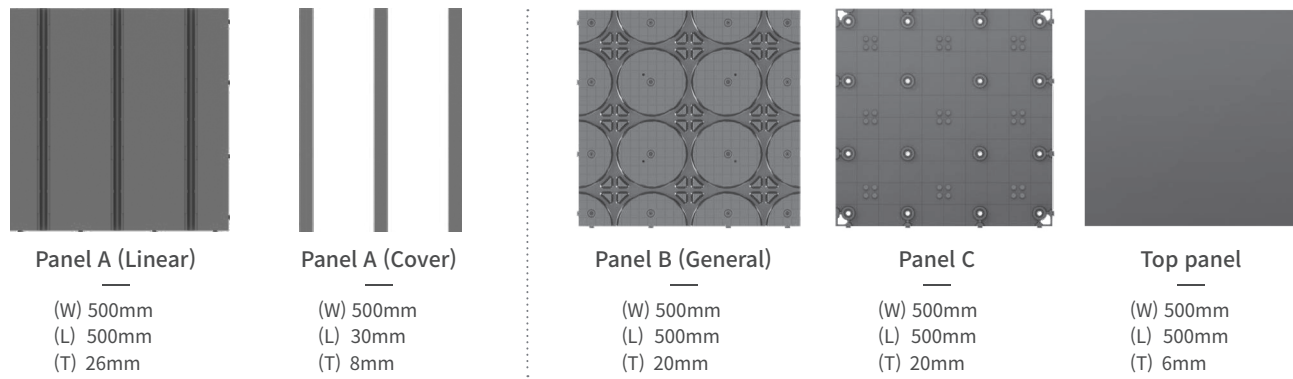 Panel A (Linear)
(W) 500mm
(L) 500mm
(T) 26mm
Panel A (Cover)
(W) 500mm
(L) 30mm
(T) 8mm
Panel B (General)
(W) 500mm
(L) 500mm
(T) 20mm
Panel C
(W) 500mm
(L) 500mm
(T) 20mm
Top panel
(W) 500mm
(L) 500mm
(T) 6mm